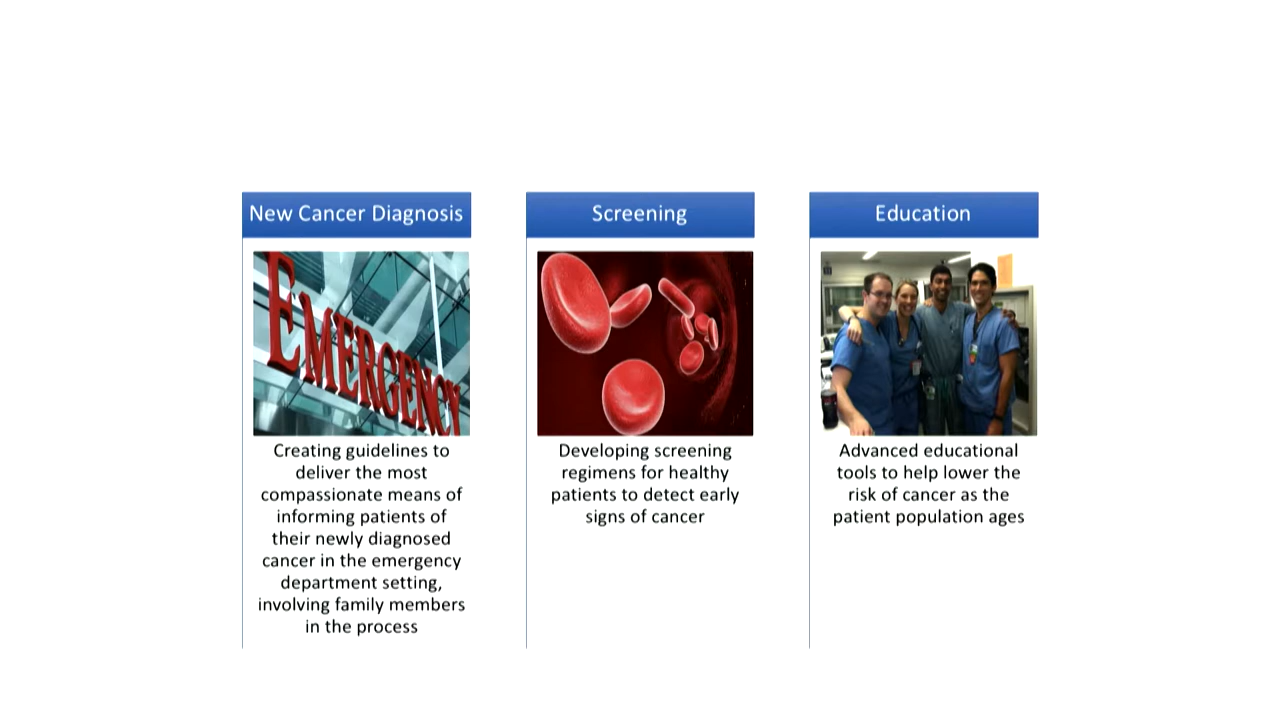 New Cancer Diagnosis
EMERGENCY
Creating guidelines to
deliver the most
compassionate means of
informing patients of
their newly diagnosed
cancer in the emergency
department setting,
involving family members
in the process
Screening
Developing screening
regimens for healthy
patients to detect early
signs of cancer
Education
Advanced educational
tools to help lower the
risk of cancer as the
patient population ages